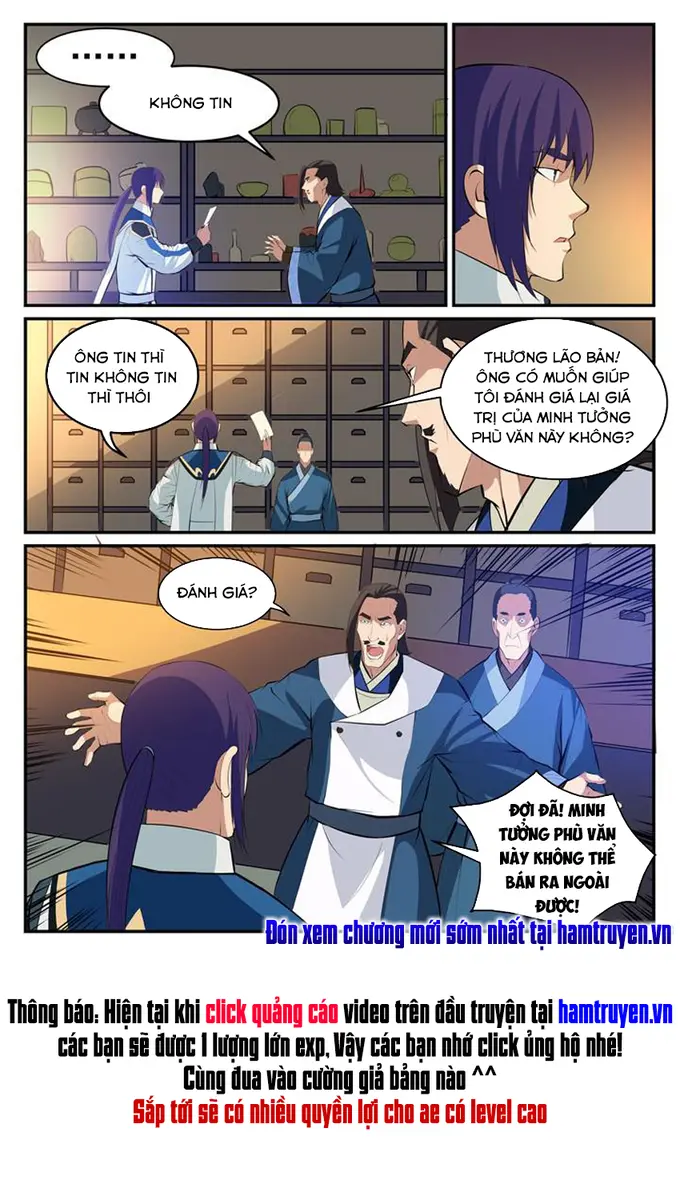 ......
KHÔNG TIN
ÔNG TIN THÌ
TIN KHÔNG TIN
THÌ THÔI
THƯƠNG LÃO BẢN!
ÔNG CÓ MUỐN GIÚP
TÔI ĐÁNH GIÁ LẠI GIÁ
TRỊ CỦA MINH TƯỞNG
PHÙ VĂN NÀY KHÔNG?
ĐÁNH GIÁ?
ĐỢI ĐÃ! MINH
TƯỞNG PHÙ VĂN
NÀY KHÔNG THỂ
BÁN RA NGOÀI
ĐƯỢC!
Đón xem chương mới sớm nhất tại hamtruyen.vn
Thông báo: Hiện tại khi click quảng cáo video trên đầu truyện tại hamtruyen.vn
các bạn sẽ được 1 lượng lớn exp, Vậy các bạn nhớ click ủng hộ nhé!
Cùng đua vào cường giả bảng nào ^^
Sắp tới sẽ có nhiều quyền lợi cho ae có level cao